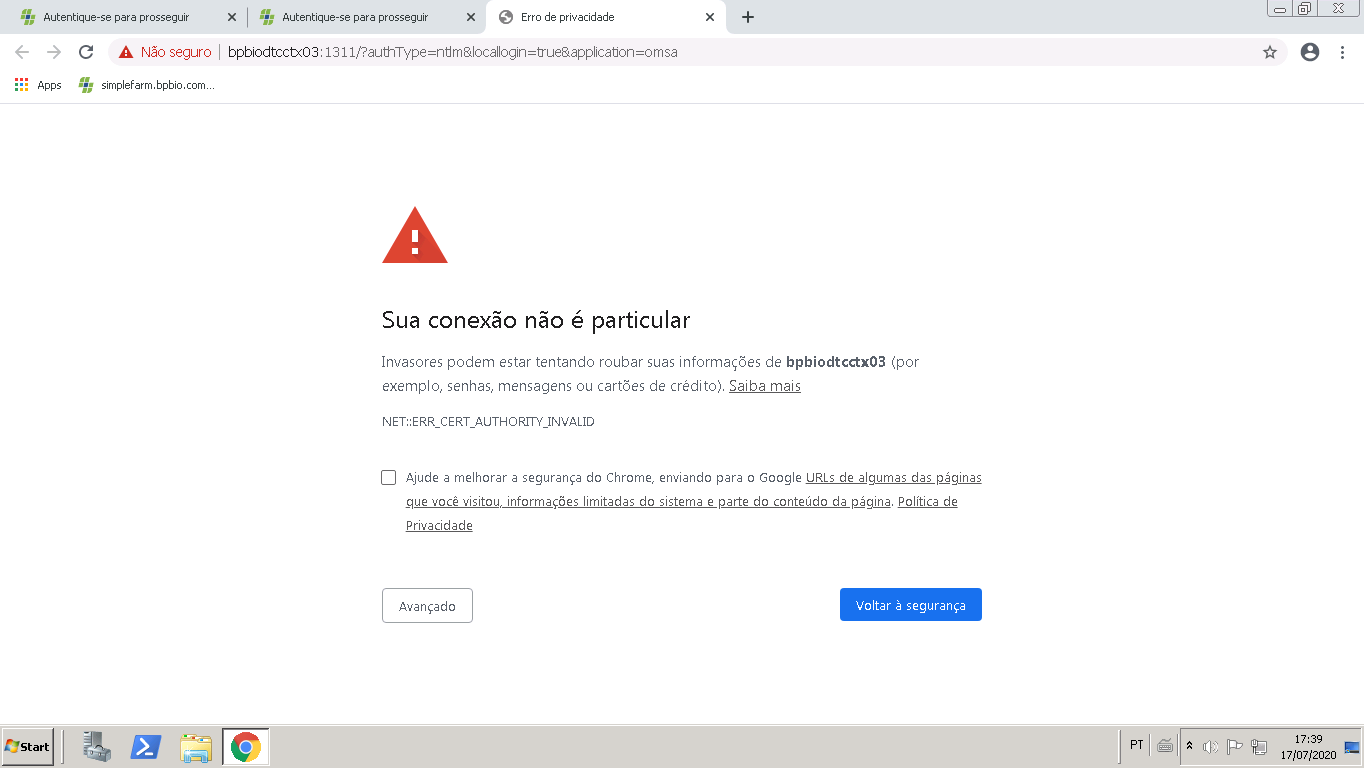 Autentique-se para prosseguir
Autentique-se para prosseguir
Erro de privacidade
Não seguro
bpbiodtcctx03:1311/?authType=ntlm&locallogin=true&application=omsa
Apps
simplefarm.bpbio.com...
Sua conexão não é particular
Invasores podem estar tentando roubar suas informações de bpbiodtcctx03 (por
exemplo, senhas, mensagens ou cartões de crédito). Saiba mais
NET::ERR_CERT_AUTHORITY_INVALID
Ajude a melhorar a segurança do Chrome, enviando para o Google URLs de algumas das páginas
que você visitou, informações limitadas do sistema e parte do conteúdo da página. Política de
Privacidade
Avançado
Voltar à segurança
Start
PT
17:39
17/07/2020